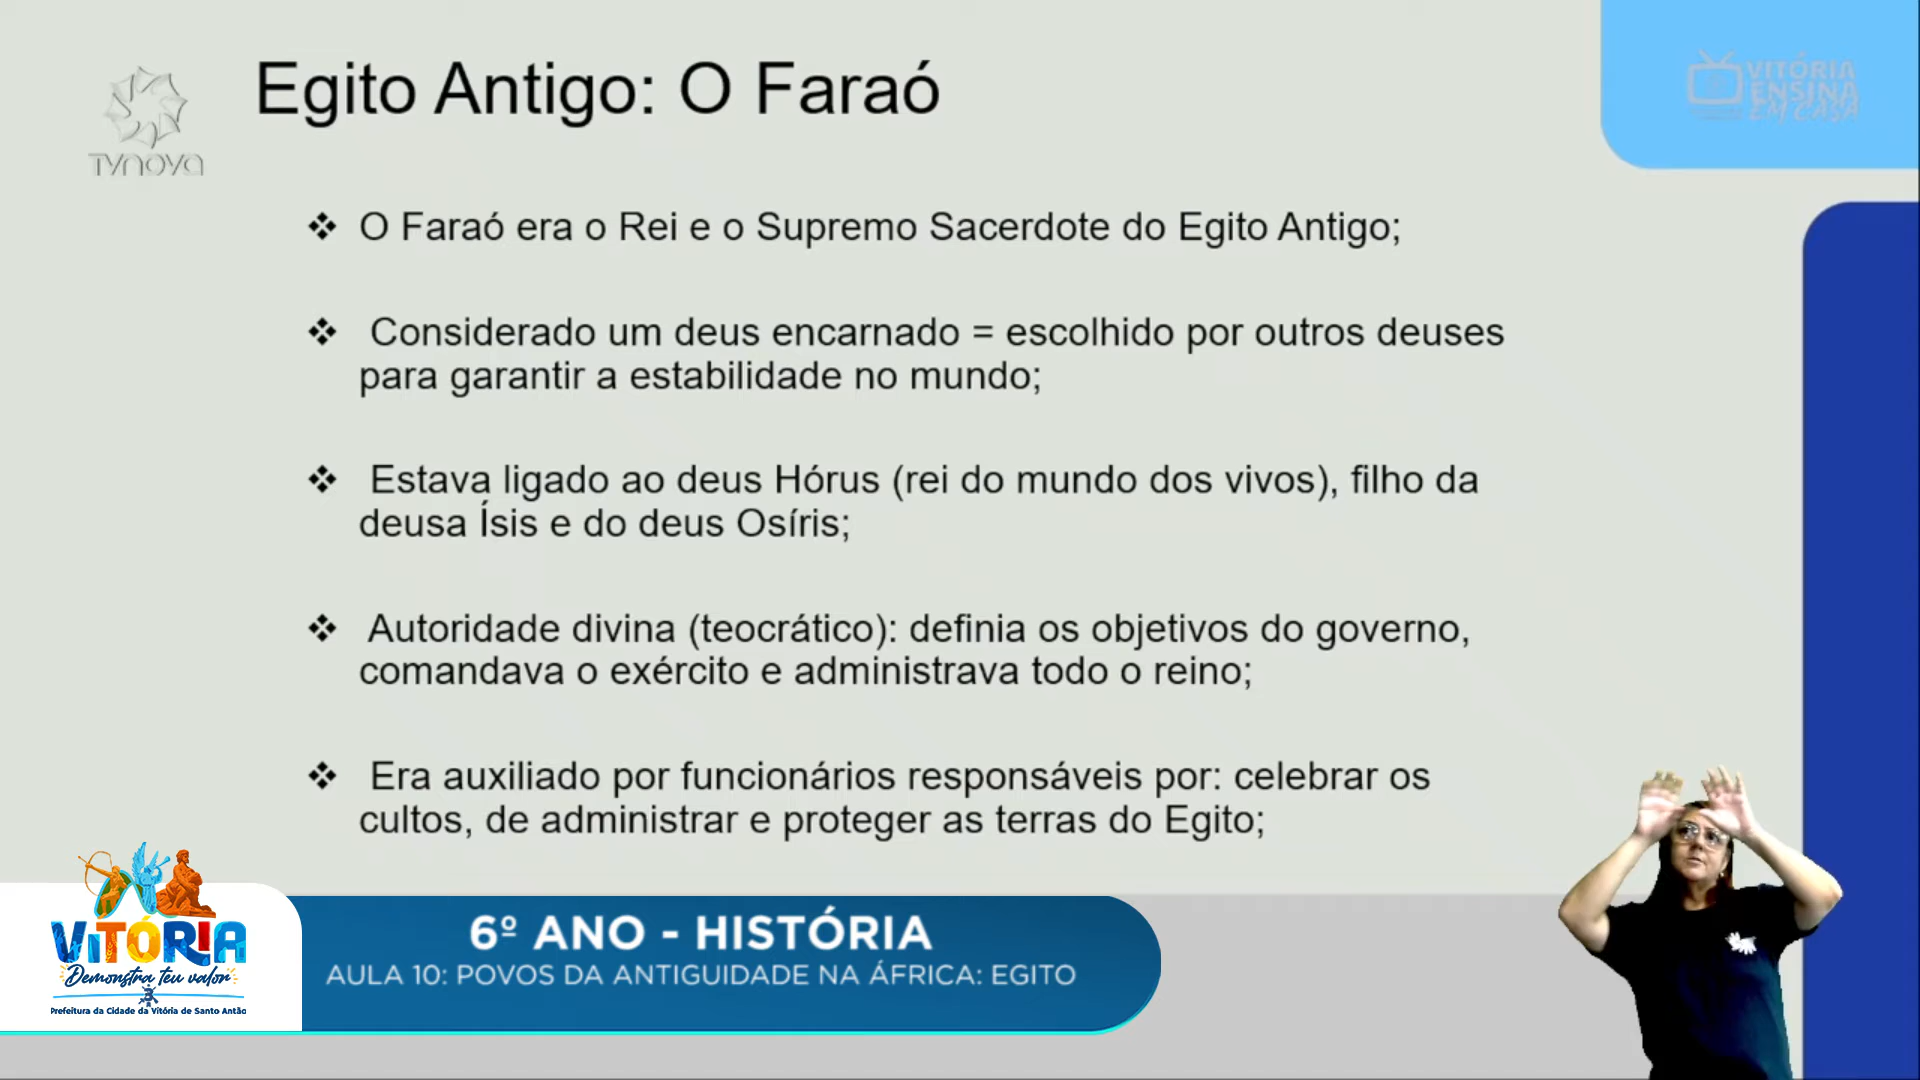 Egito Antigo: O Faraó
TVNOVA
VITÓRIA
ENSINA
EM CASA
❖ O Faraó era o Rei e o Supremo Sacerdote do Egito Antigo;
❖ Considerado um deus encarnado = escolhido por outros deuses
para garantir a estabilidade no mundo;
❖ Estava ligado ao deus Hórus (rei do mundo dos vivos), filho da
deusa Ísis e do deus Osíris;
❖ Autoridade divina (teocrático): definia os objetivos do governo,
comandava o exército e administrava todo o reino;
❖ Era auxiliado por funcionários responsáveis por: celebrar os
cultos, de administrar e proteger as terras do Egito;
VITÓRIA
Demonstra teu valor
Prefeitura da Cidade da Vitória de Santo Antão
6º ANO - HISTÓRIA
AULA 10: POVOS DA ANTIGUIDADE NA ÁFRICA: EGITO